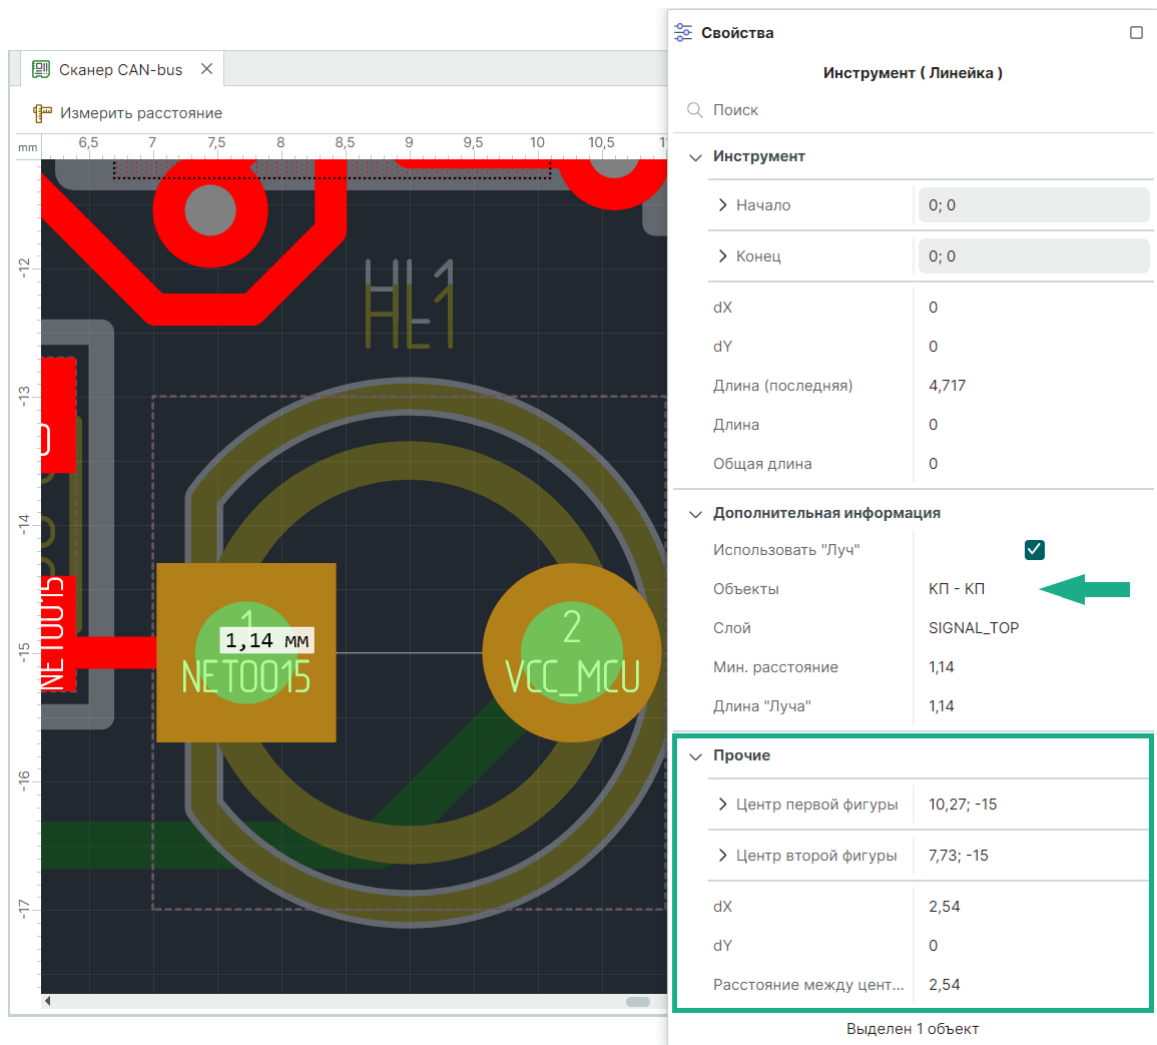 Сканер CAN-bus
Измерить расстояние
mm 6,5 7 7,5 8 8,5 9 9,5 10 10,5
-12
-13
-14
-15
-16
-17
HL1
NET0015
1
1,14 мм
NET0015
2
VCC_MCU
Свойства
Инструмент ( Линейка )
Поиск
Инструмент
Начало 0; 0
Конец 0; 0
dX 0
dY 0
Длина (последняя) 4,717
Длина 0
Общая длина 0
Дополнительная информация
Использовать "Луч"
Объекты КП - КП
Слой SIGNAL_TOP
Мин. расстояние 1,14
Длина "Луча" 1,14
Прочие
Центр первой фигуры 10,27; -15
Центр второй фигуры 7,73; -15
dX 2,54
dY 0
Расстояние между цент... 2,54
Выделен 1 объект